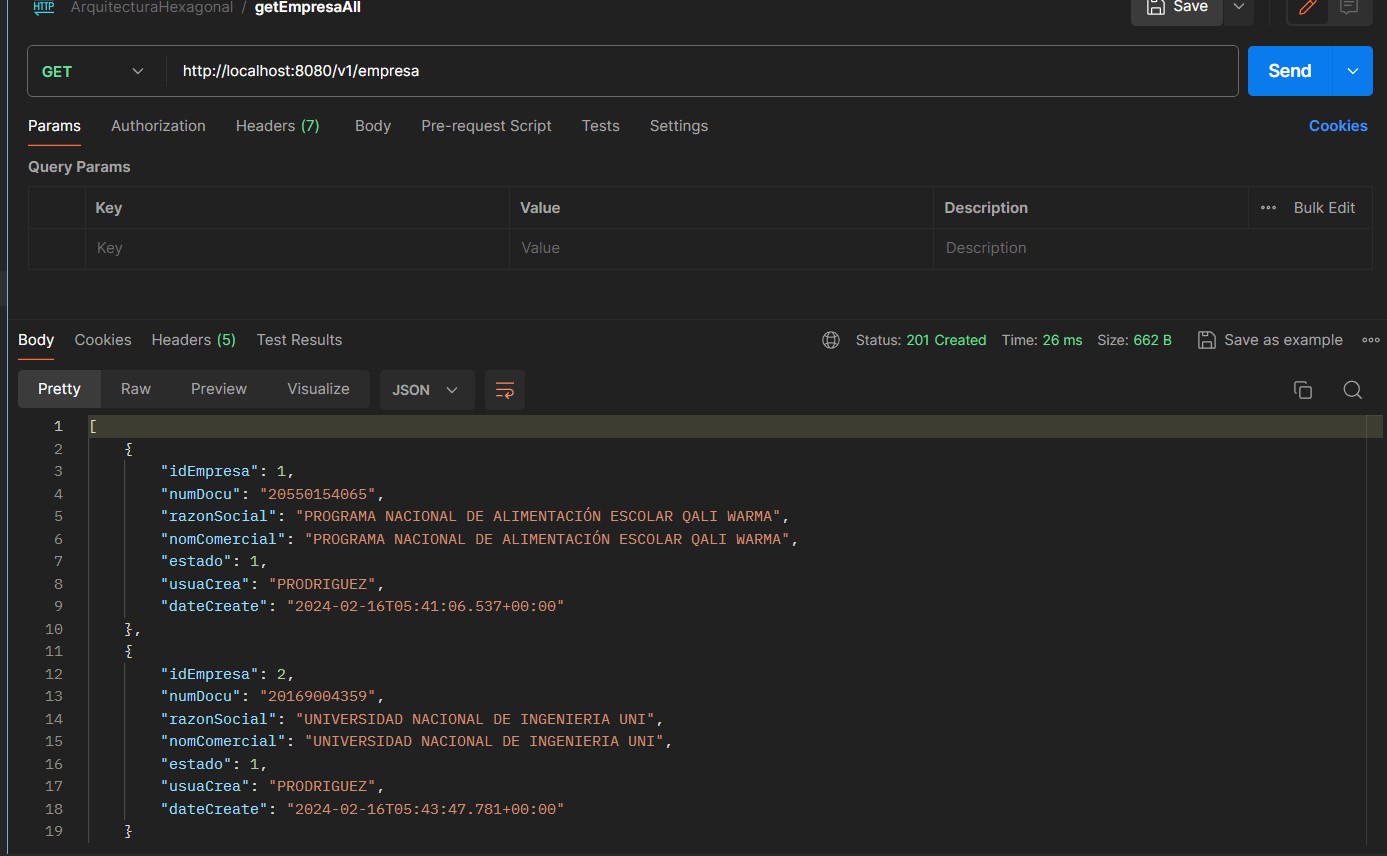 HTTP ArquitecturaHexagonal / getEmpresaAll Save
GET http://localhost:8080/v1/empresa Send
Params Authorization Headers (7) Body Pre-request Script Tests Settings Cookies
Query Params
Key Value Description ••• Bulk Edit
Key Value Description
Body Cookies Headers (5) Test Results Status: 201 Created Time: 26 ms Size: 662 B Save as example
Pretty Raw Preview Visualize JSON
1 [
2 {
3 "idEmpresa": 1,
4 "numDocu": "20550154065",
5 "razonSocial": "PROGRAMA NACIONAL DE ALIMENTACIÓN ESCOLAR QALI WARMA",
6 "nomComercial": "PROGRAMA NACIONAL DE ALIMENTACIÓN ESCOLAR QALI WARMA",
7 "estado": 1,
8 "usuaCrea": "PRODRIGUEZ",
9 "dateCreate": "2024-02-16T05:41:06.537+00:00"
10 },
11 {
12 "idEmpresa": 2,
13 "numDocu": "20169004359",
14 "razonSocial": "UNIVERSIDAD NACIONAL DE INGENIERIA UNI",
15 "nomComercial": "UNIVERSIDAD NACIONAL DE INGENIERIA UNI",
16 "estado": 1,
17 "usuaCrea": "PRODRIGUEZ",
18 "dateCreate": "2024-02-16T05:43:47.781+00:00"
19 }